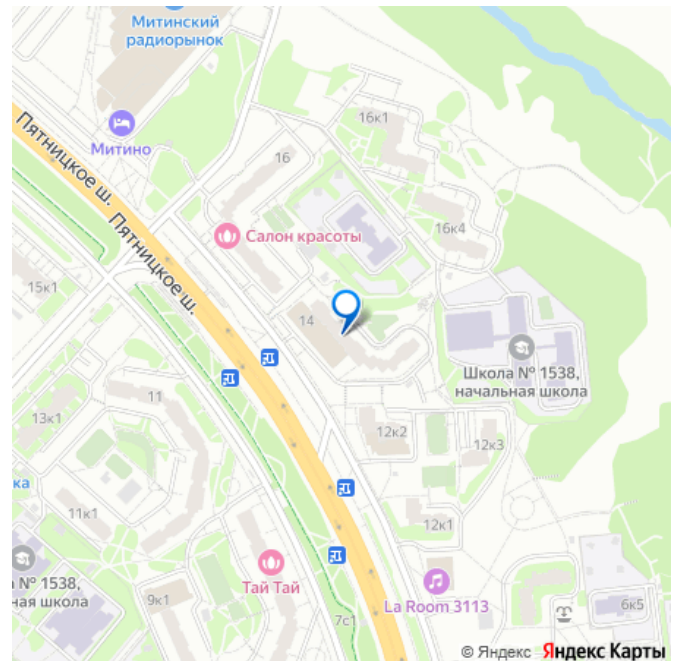 Митинский
радиорынок
Митино
Пятницкое ш.
Пятницкое ш.
16к1
16
16к4
Салон красоты
15к1
14
Школа № 1538,
начальная школа
11
13к1
12к2
12к3
ка
11к1
12к1
№ 1538,
ная школа
Тай Тай
9к1
La Room 3113
7с1
6к5
© Яндекс Яндекс Карты